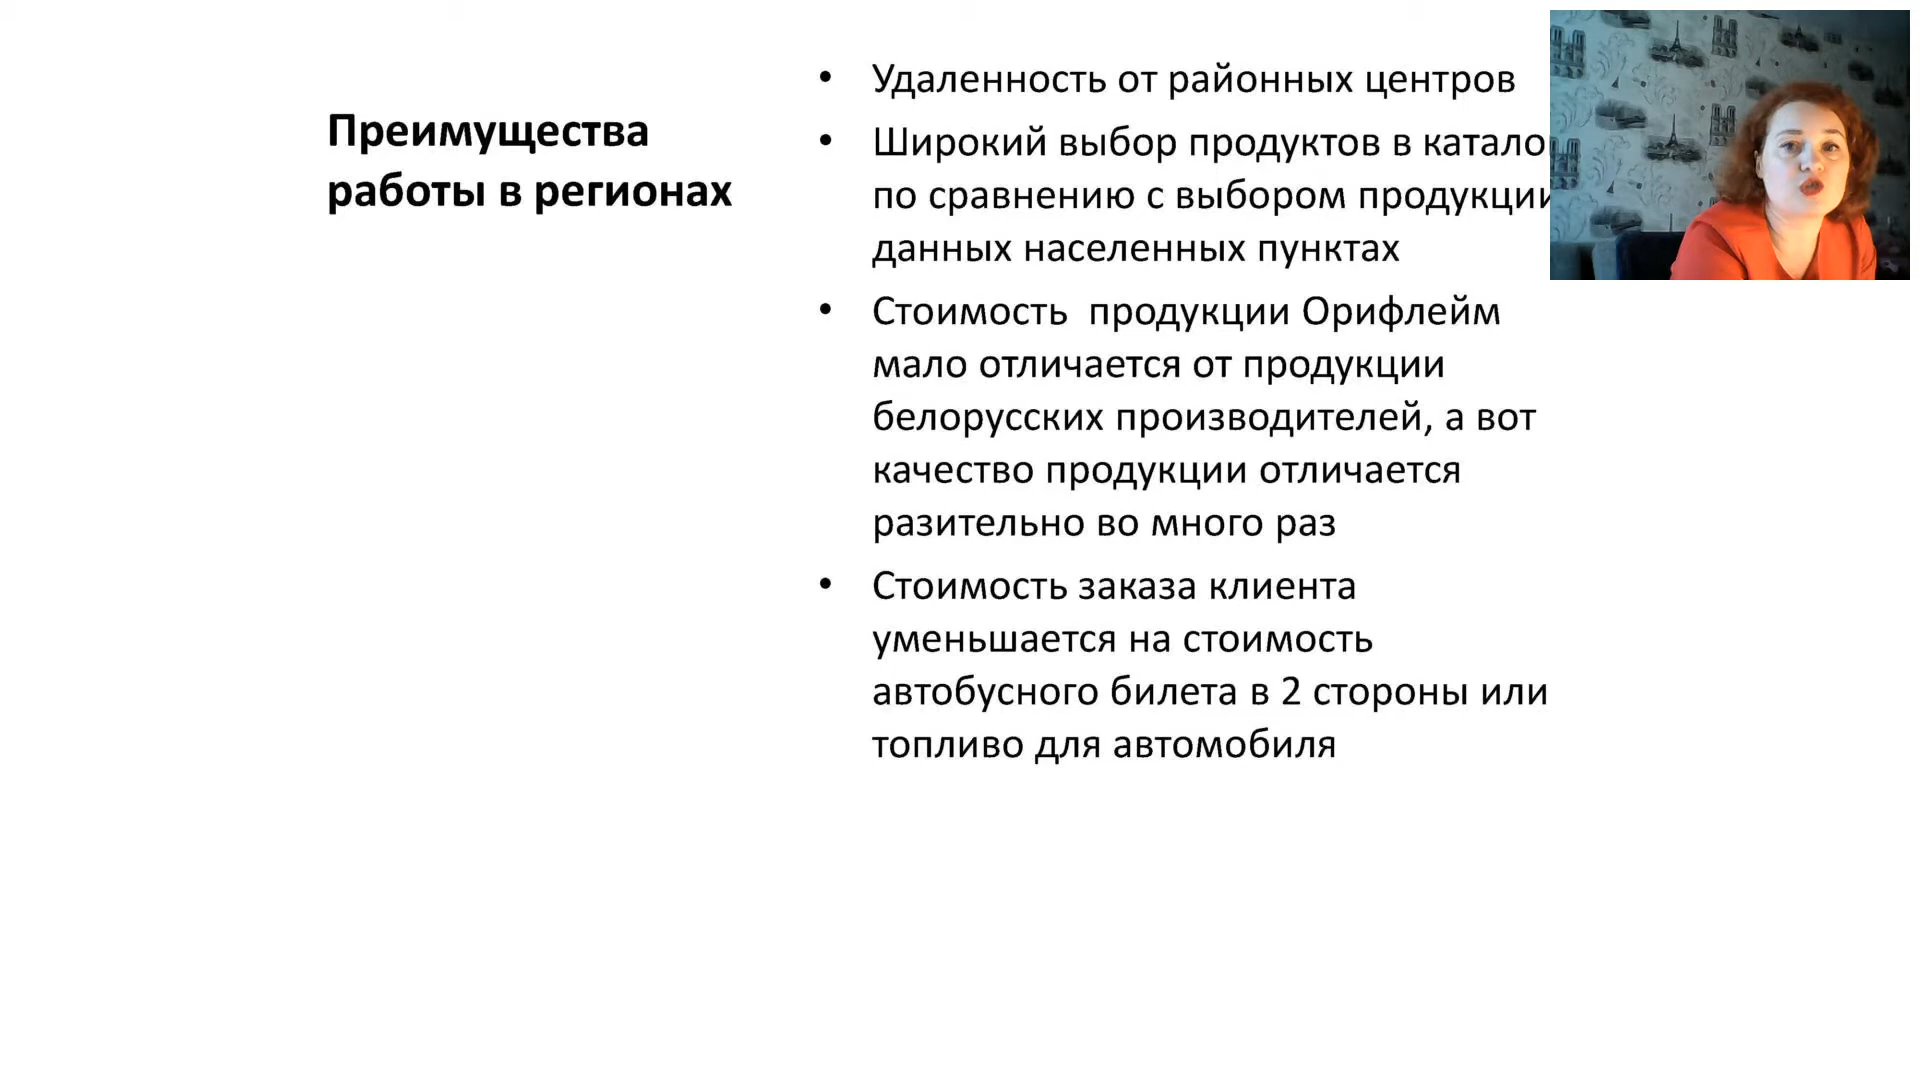 Преимущества
работы в регионах
• Удаленность от районных центров
• Широкий выбор продуктов в
по сравнению с выбором продукции
данных населенных пунктах
• Стоимость продукции Орифлейм
мало отличается от продукции
белорусских производителей, а вот
качество продукции отличается
разительно во много раз
• Стоимость заказа клиента
уменьшается на стоимость
автобусного билета в 2 стороны или
топливо для автомобиля